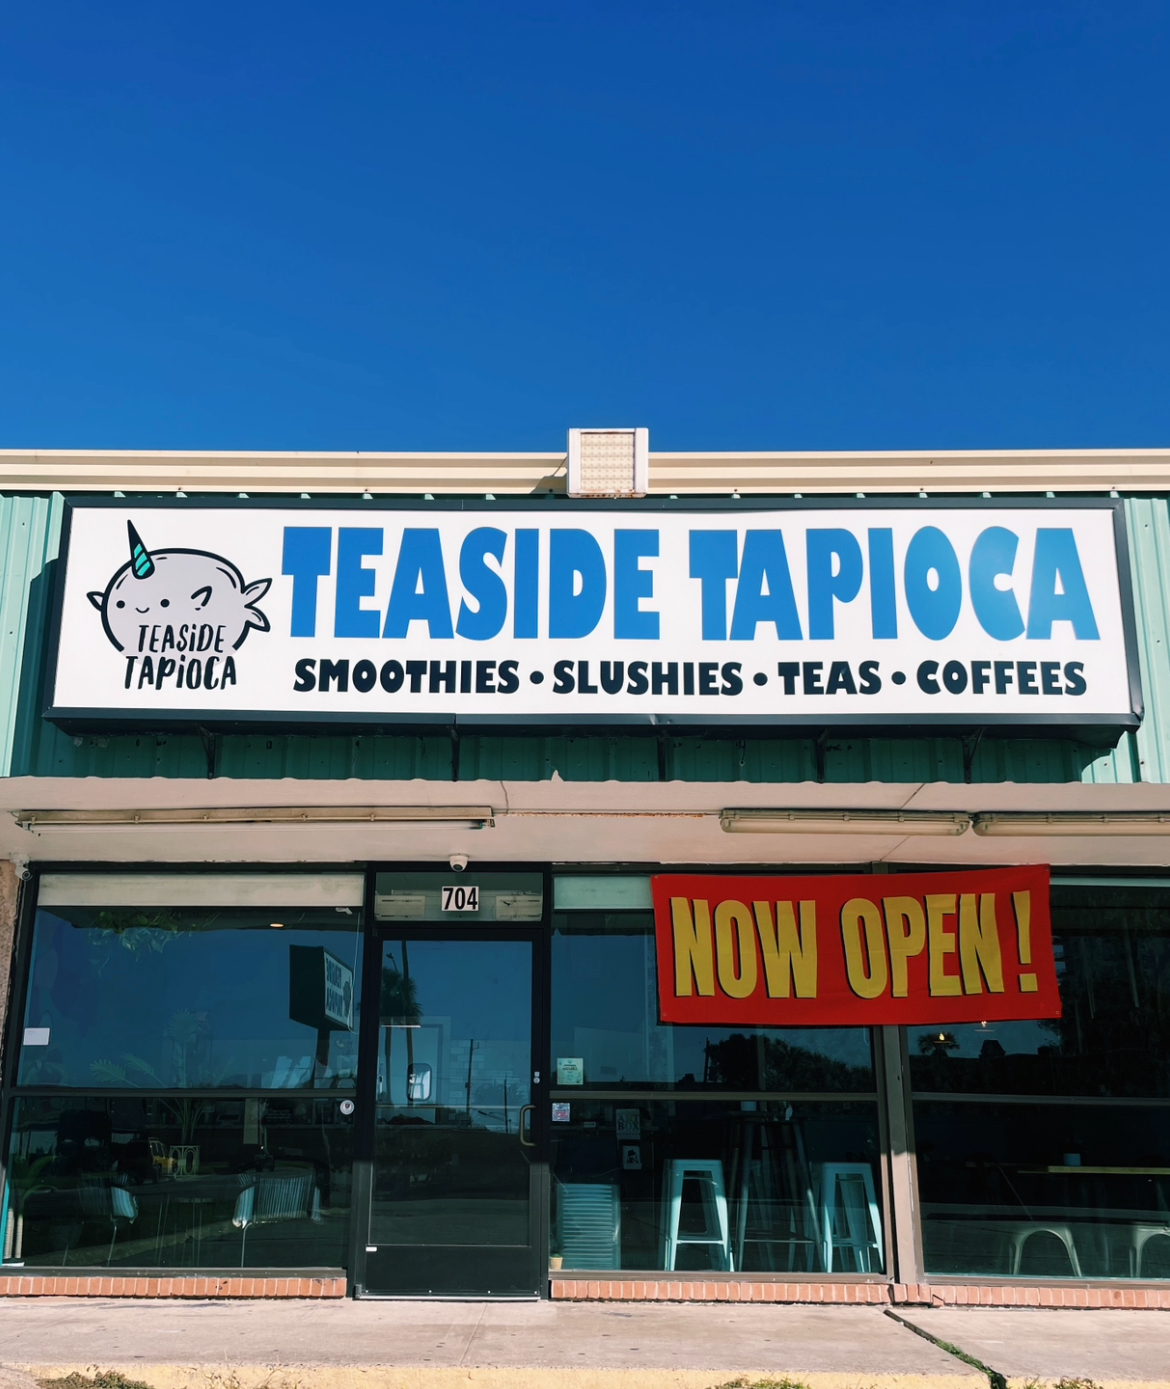 TEASIDE
TAPIOCA
TEASIDE TAPIOCA
SMOOTHIES • SLUSHIES • TEAS • COFFEES
704
NOW OPEN!